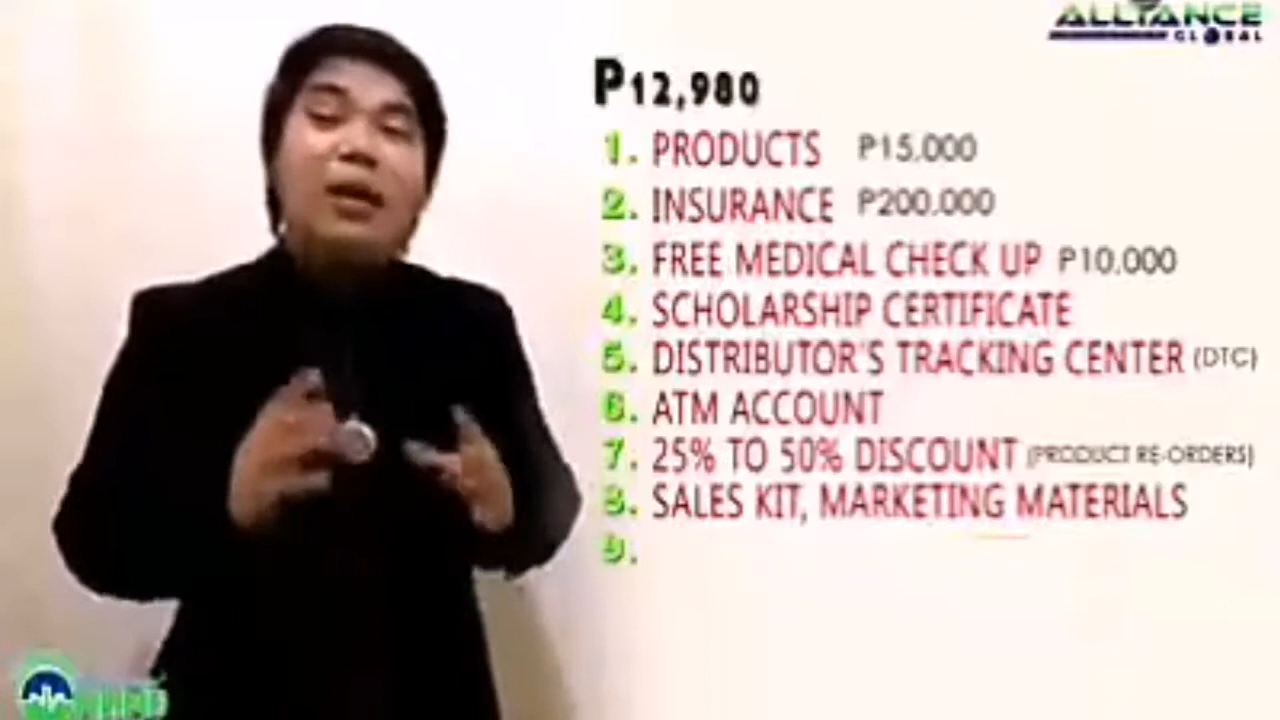 ALLIANCE
GLOBAL
P12,980
1. PRODUCTS P15,000
2. INSURANCE P200,000
3. FREE MEDICAL CHECK UP P10,000
4. SCHOLARSHIP CERTIFICATE
5. DISTRIBUTOR'S TRACKING CENTER (DTC)
6. ATM ACCOUNT
7. 25% TO 50% DISCOUNT (PRODUCT RE-ORDERS)
8. SALES KIT, MARKETING MATERIALS
9.